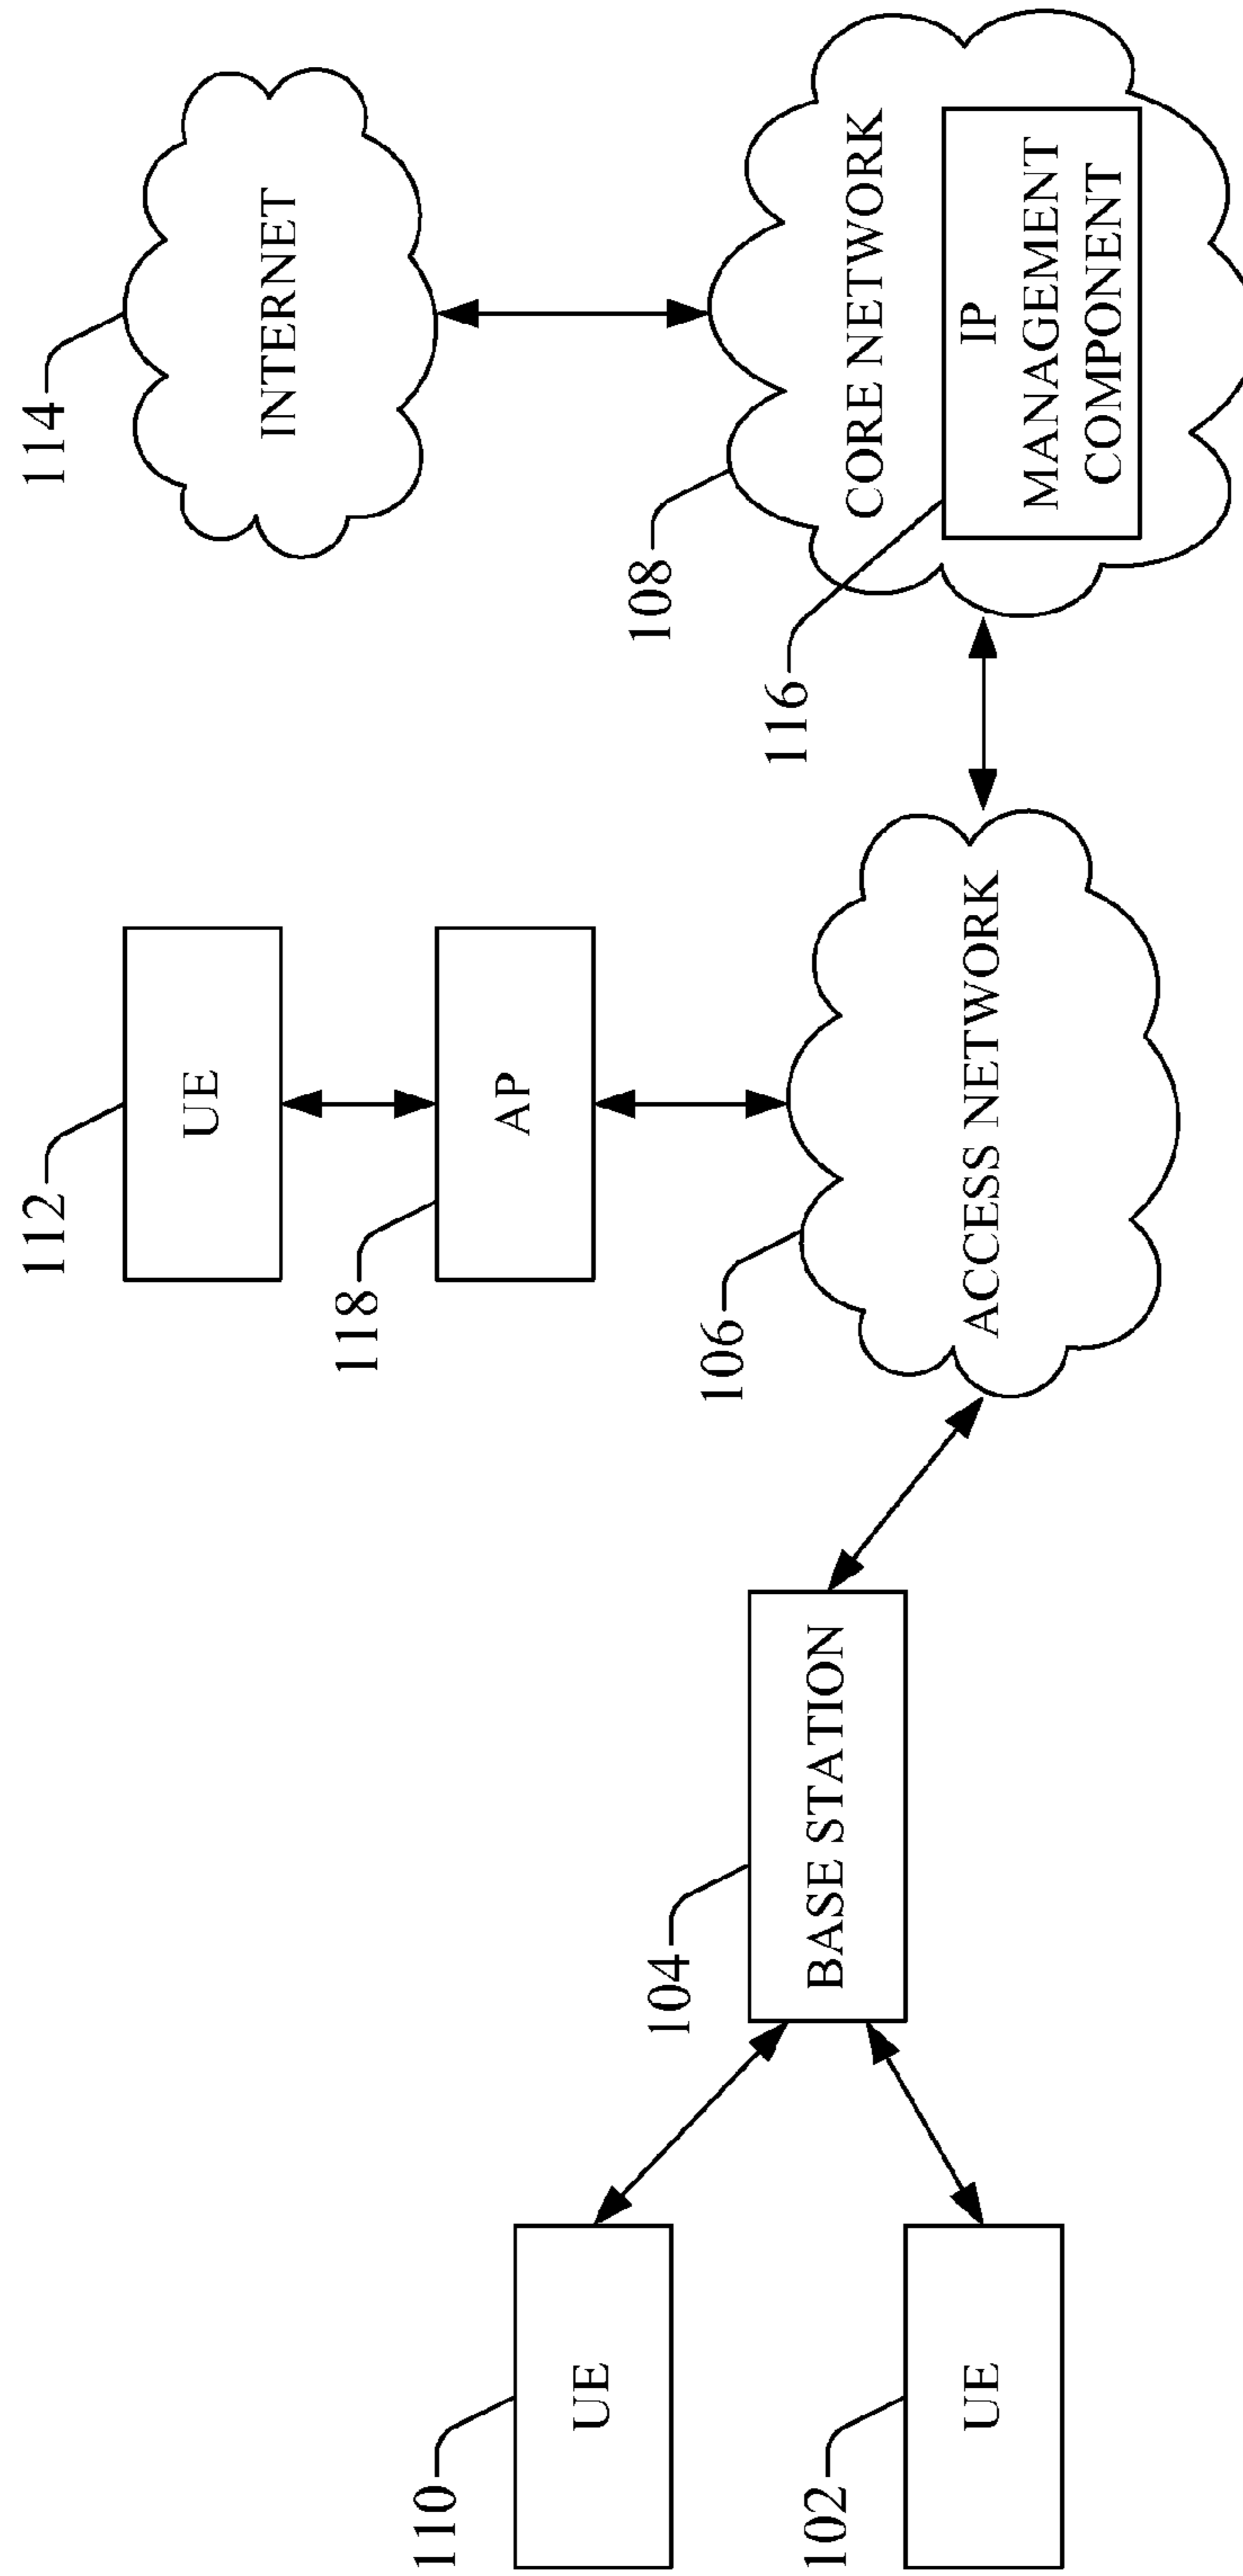 114
INTERNET
112
UE
118
AP
108
CORE NETWORK
116
IP
MANAGEMENT
COMPONENT
106
ACCESS NETWORK
104
BASE STATION
110
UE
102
UE